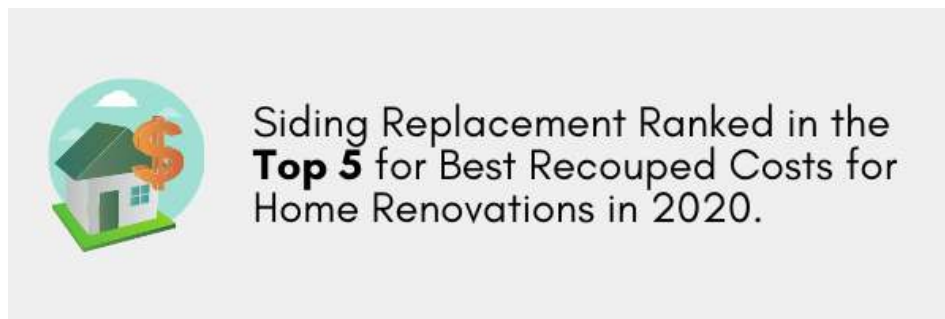 Siding Replacement Ranked in the
Top 5 for Best Recouped Costs for
Home Renovations in 2020.